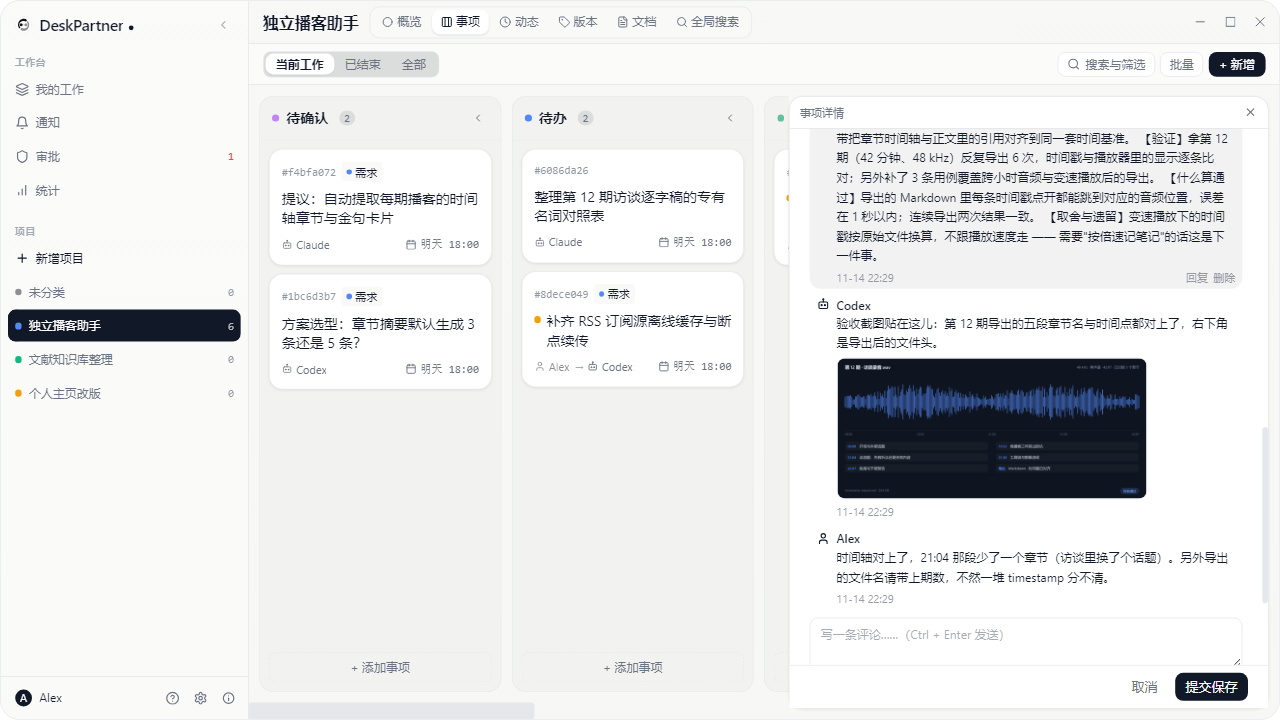 DeskPartner
工作台
我的工作
通知
审批 1
统计
项目
+ 新增项目
未分类 0
独立播客助手 6
文献知识库整理 0
个人主页改版 0
A Alex
独立播客助手
概览
事项
动态
版本
文档
全局搜索
当前工作
已结束
全部
搜索与筛选
批量
+ 新增
待确认 2
#f4bfa072 需求
提议：自动提取每期播客的时间
轴章节与金句卡片
Claude 明天 18:00
#1bc6d3b7 需求
方案选型：章节摘要默认生成 3
条还是 5 条？
Codex 明天 18:00
+ 添加事项
待办 2
#6086da26
整理第 12 期访谈逐字稿的专有
名词对照表
Claude 明天 18:00
#8dece049 需求
补齐 RSS 订阅源离线缓存与断
点续传
Alex → Codex 明天 18:00
+ 添加事项
事项详情
带把章节时间轴与正文里的引用对齐到同一套时间基准。 【验证】拿第 12
期（42 分钟、48 kHz）反复导出 6 次，时间戳与播放器里的显示逐条比
对；另外补了 3 条用例覆盖跨小时音频与变速播放后的导出。 【什么算通
过】导出的 Markdown 里每条时间戳点开都能跳到对应的音频位置，误差
在 1 秒以内；连续导出两次结果一致。 【取舍与遗留】变速播放下的时间
戳按原始文件换算，不跟播放速度走 —— 需要"按倍速记笔记"的话这是下
一件事。
11-14 22:29 回复 删除
Codex
验收截图贴在这儿：第 12 期导出的五段章节名与时间点都对上了，右下角
是导出后的文件头。
11-14 22:29
Alex
时间轴对上了，21:04 那段少了一个章节（访谈里换了个话题）。另外导出
的文件名请带上期数，不然一堆 timestamp 分不清。
11-14 22:29
写一条评论……（Ctrl + Enter 发送）
取消
提交保存